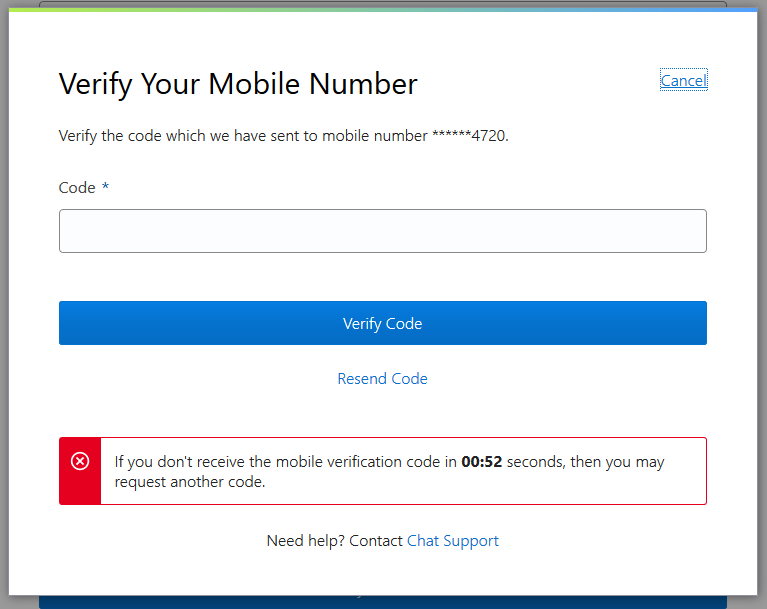 Verify Your Mobile Number
Cancel
Verify the code which we have sent to mobile number ******4720.
Code *
Verify Code
Resend Code
If you don't receive the mobile verification code in 00:52 seconds, then you may
request another code.
Need help? Contact Chat Support